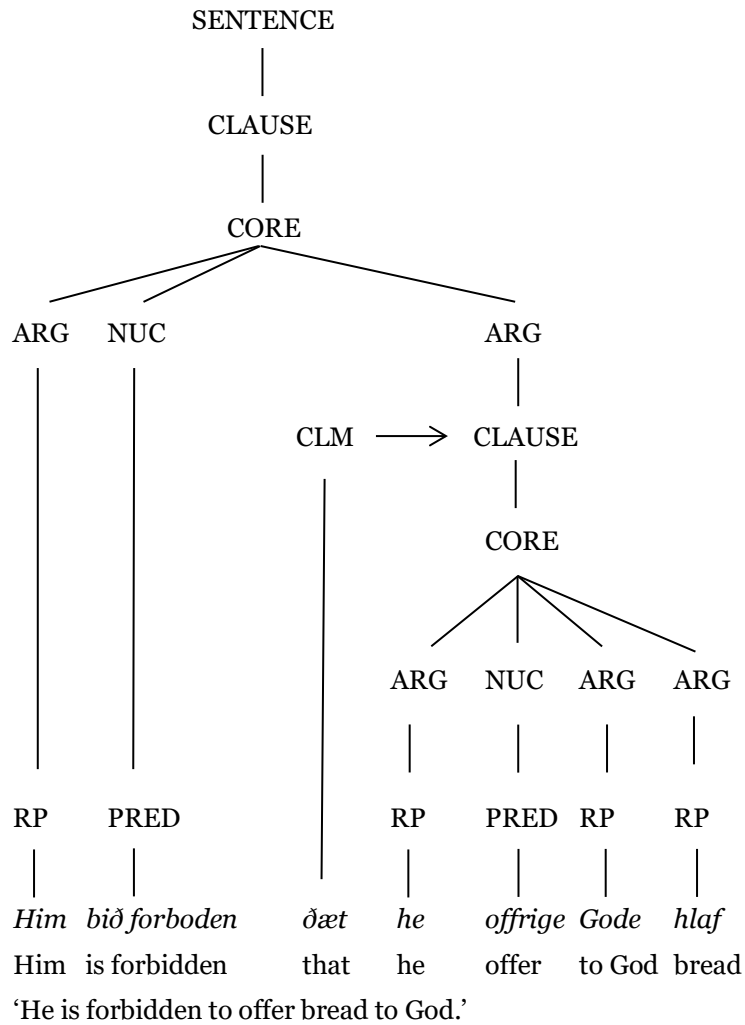 SENTENCE
CLAUSE
CORE
ARG NUC ARG
CLM CLAUSE
CORE
ARG NUC ARG ARG
RP PRED RP PRED RP RP
Him bið forboden ðæt he offrige Gode hlaf
Him is forbidden that he offer to God bread
‘He is forbidden to offer bread to God.’